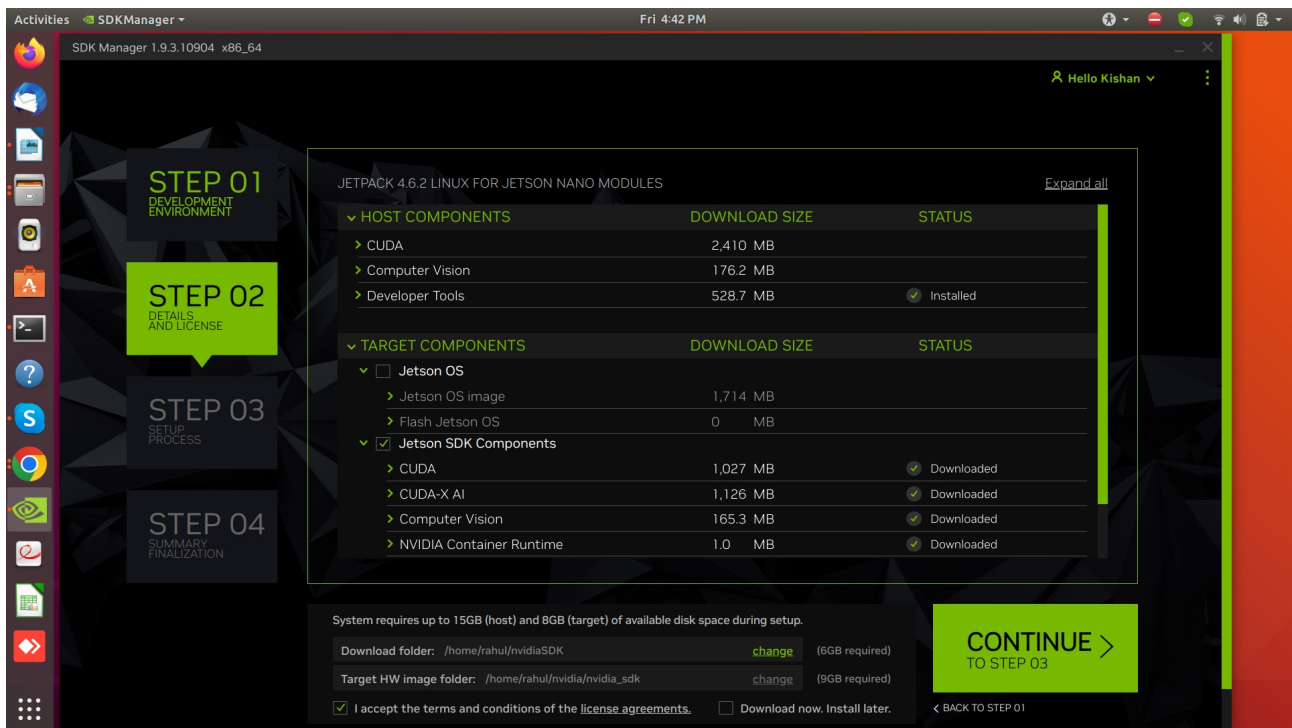 Activities SDKManager Fri 4:42 PM
SDK Manager 1.9.3.10904 x86_64
Hello Kishan
STEP 01
DEVELOPMENT
ENVIRONMENT
STEP 02
DETAILS
AND LICENSE
STEP 03
SETUP
PROCESS
STEP 04
SUMMARY
FINALIZATION
JETPACK 4.6.2 LINUX FOR JETSON NANO MODULES Expand all
HOST COMPONENTS DOWNLOAD SIZE STATUS
CUDA 2,410 MB
Computer Vision 176.2 MB
Developer Tools 528.7 MB Installed
TARGET COMPONENTS DOWNLOAD SIZE STATUS
Jetson OS
Jetson OS image 1,714 MB
Flash Jetson OS 0 MB
Jetson SDK Components
CUDA 1,027 MB Downloaded
CUDA-X AI 1,126 MB Downloaded
Computer Vision 165.3 MB Downloaded
NVIDIA Container Runtime 1.0 MB Downloaded
System requires up to 15GB (host) and 8GB (target) of available disk space during setup.
Download folder: /home/rahul/nvidiaSDK change (6GB required)
Target HW image folder: /home/rahul/nvidia/nvidia_sdk change (9GB required)
I accept the terms and conditions of the license agreements. Download now. Install later.
CONTINUE
TO STEP 03
BACK TO STEP 01